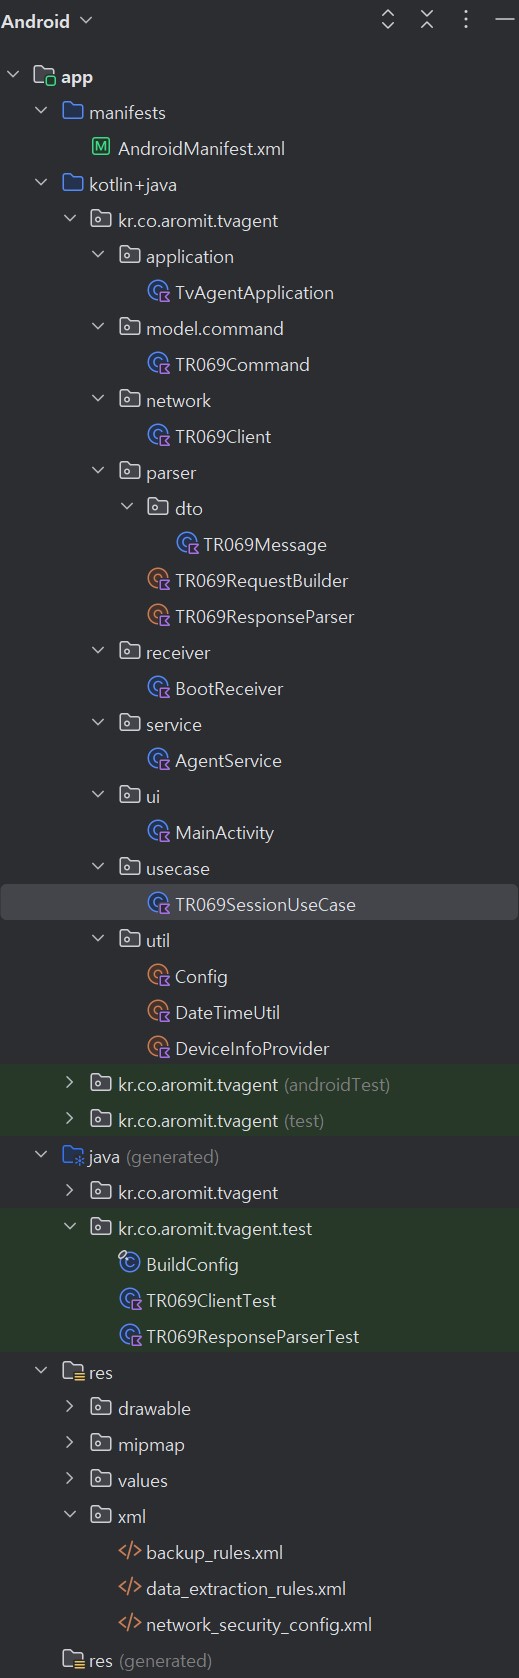 Android
app
manifests
AndroidManifest.xml
kotlin+java
kr.co.aromit.tvagent
application
TvAgentApplication
model.command
TR069Command
network
TR069Client
parser
dto
TR069Message
TR069RequestBuilder
TR069ResponseParser
receiver
BootReceiver
service
AgentService
ui
MainActivity
usecase
TR069SessionUseCase
util
Config
DateTimeUtil
DeviceInfoProvider
kr.co.aromit.tvagent (androidTest)
kr.co.aromit.tvagent (test)
java (generated)
kr.co.aromit.tvagent
kr.co.aromit.tvagent.test
BuildConfig
TR069ClientTest
TR069ResponseParserTest
res
drawable
mipmap
values
xml
backup_rules.xml
data_extraction_rules.xml
network_security_config.xml
res (generated)